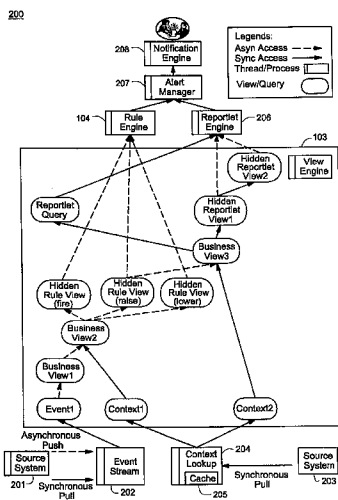 200
208
Notification
Engine
207
Alert
Manager
Legends:
Asyn Access
Sync Access
Thread/Process
View/Query
104
Rule
Engine
Reportlet
Engine
206
103
Hidden
Reportlet
View2
View
Engine
Reportlet
Query
Hidden
Reportlet
View1
Business
View3
Hidden
Rule View
(fire)
Hidden
Rule View
(raise)
Hidden
Rule View
(lower)
Business
View2
Business
View1
Event1
Context1
Context2
Asynchronous
Push
Source
System
201
Synchronous
Pull
Event
Stream
202
204
Context
Lookup
Cache
205
Synchronous
Pull
Source
System
203